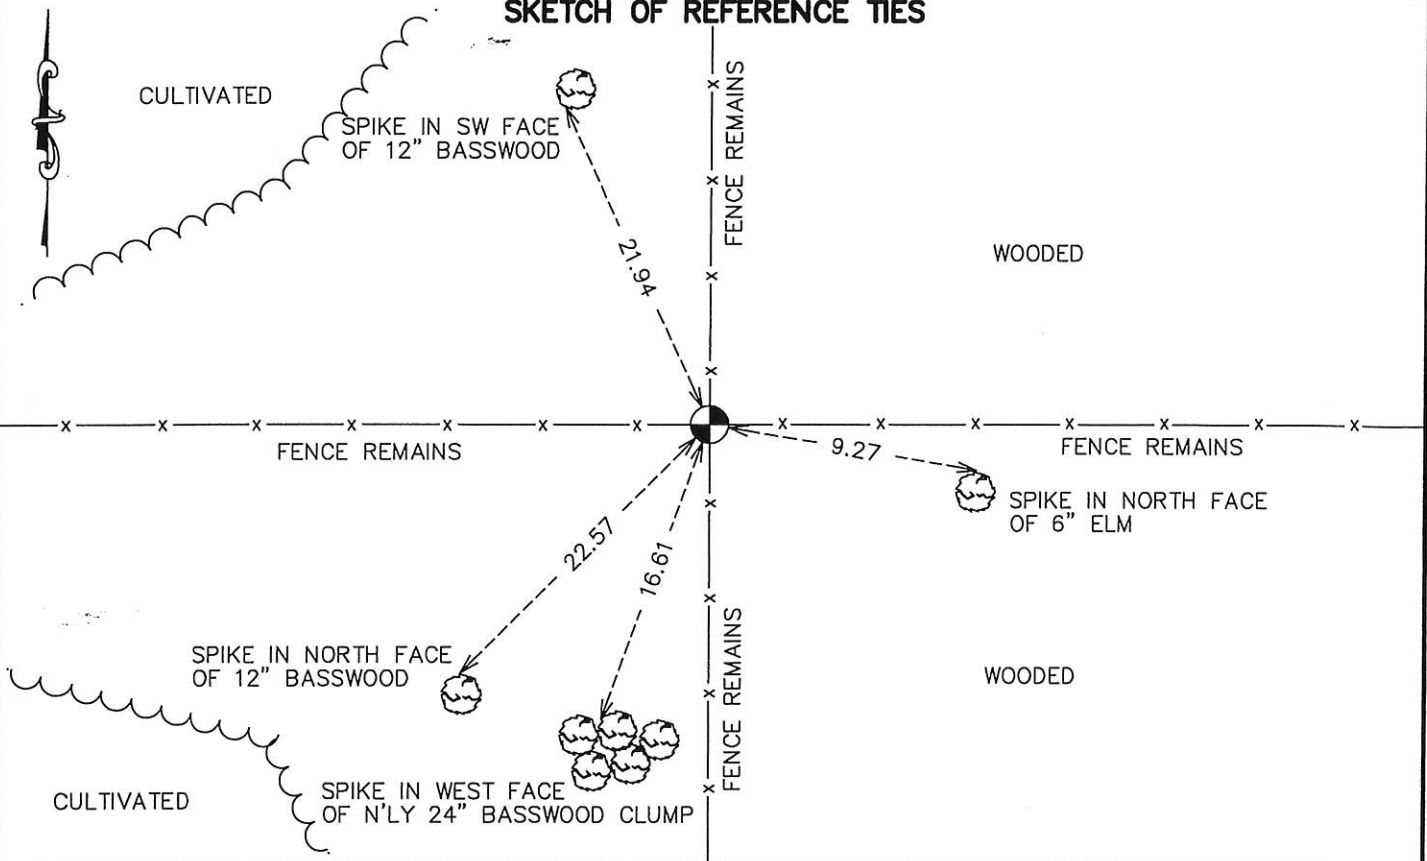 SKETCH OF REFERENCE TIES
CULTIVATED
SPIKE IN SW FACE
OF 12" BASSWOOD
FENCE REMAINS
WOODED
21.94
FENCE REMAINS
9.27
FENCE REMAINS
SPIKE IN NORTH FACE
OF 6" ELM
22.57
16.61
SPIKE IN NORTH FACE
OF 12" BASSWOOD
FENCE REMAINS
WOODED
CULTIVATED
SPIKE IN WEST FACE
OF N'LY 24" BASSWOOD CLUMP